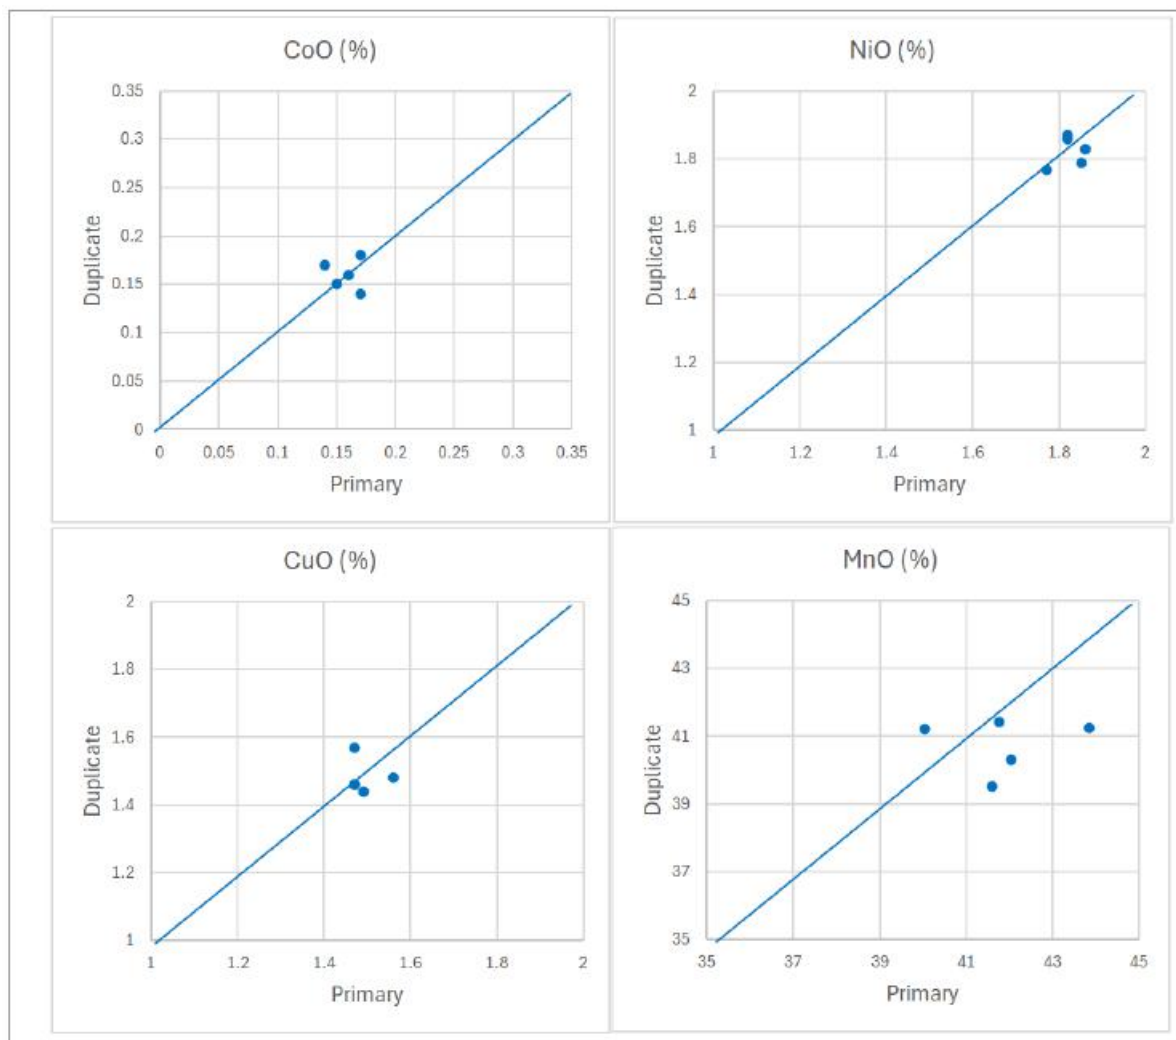 CoO (%)
0.35
0.3
0.25
0.2
0.15
0.1
0.05
0
Duplicate
0 0.05 0.1 0.15 0.2 0.25 0.3 0.35
Primary
NiO (%)
2
1.8
1.6
1.4
1.2
1
Duplicate
1 1.2 1.4 1.6 1.8 2
Primary
CuO (%)
2
1.8
1.6
1.4
1.2
1
Duplicate
1 1.2 1.4 1.6 1.8 2
Primary
MnO (%)
45
43
41
39
37
35
Duplicate
35 37 39 41 43 45
Primary